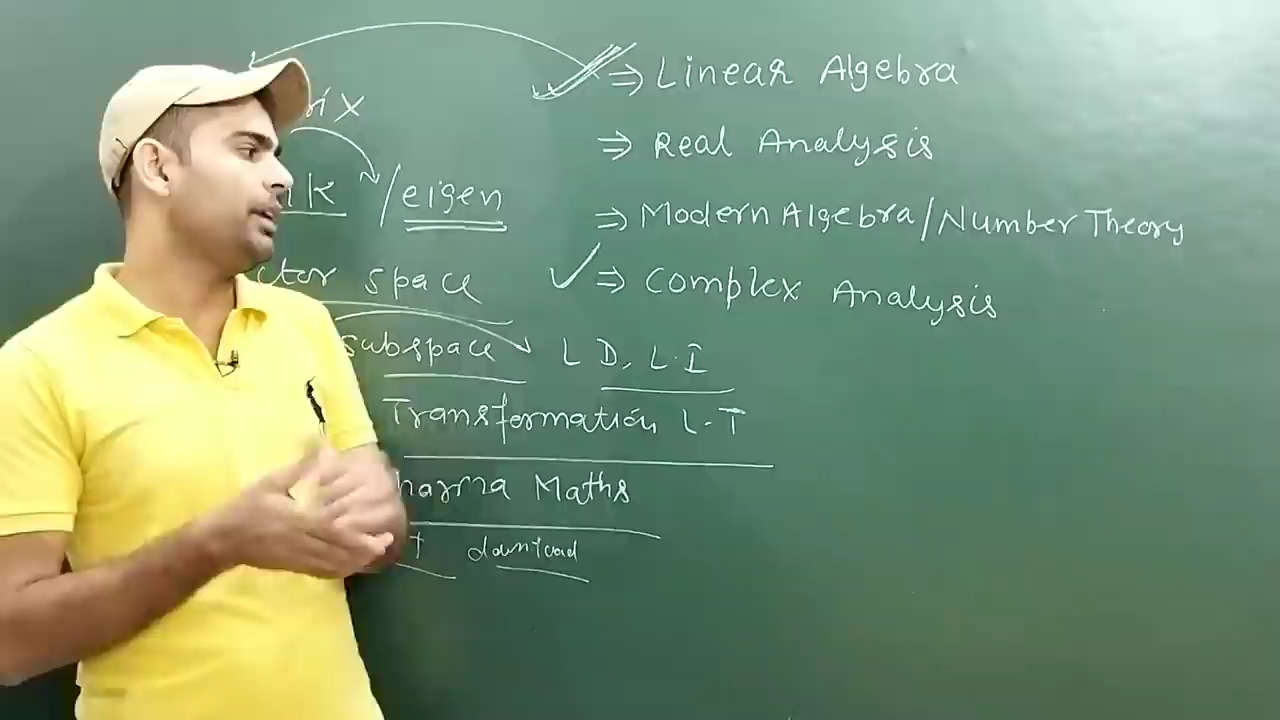 ⇒ Linear Algebra
⇒ Real Analysis
⇒ Modern Algebra/Number Theory
⇒ Complex Analysis
rix
/eigen
ctor space
subspace L D, L.I
Transformation L.T
harma Maths
download